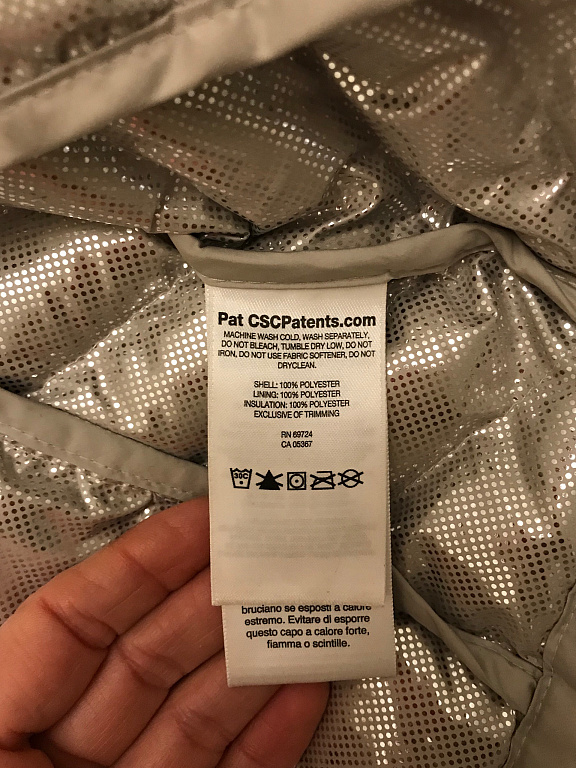 Pat CSCPatents.com
MACHINE WASH COLD, WASH SEPARATELY,
DO NOT BLEACH, TUMBLE DRY LOW, DO NOT
IRON, DO NOT USE FABRIC SOFTENER, DO NOT
DRYCLEAN.
SHELL: 100% POLYESTER
LINING: 100% POLYESTER
INSULATION: 100% POLYESTER
EXCLUSIVE OF TRIMMING
RN 69724
CA 05367
30C
bruciano se esposti a calore
estremo. Evitare di esporre
questo capo a calore forte,
fiamma o scintille.